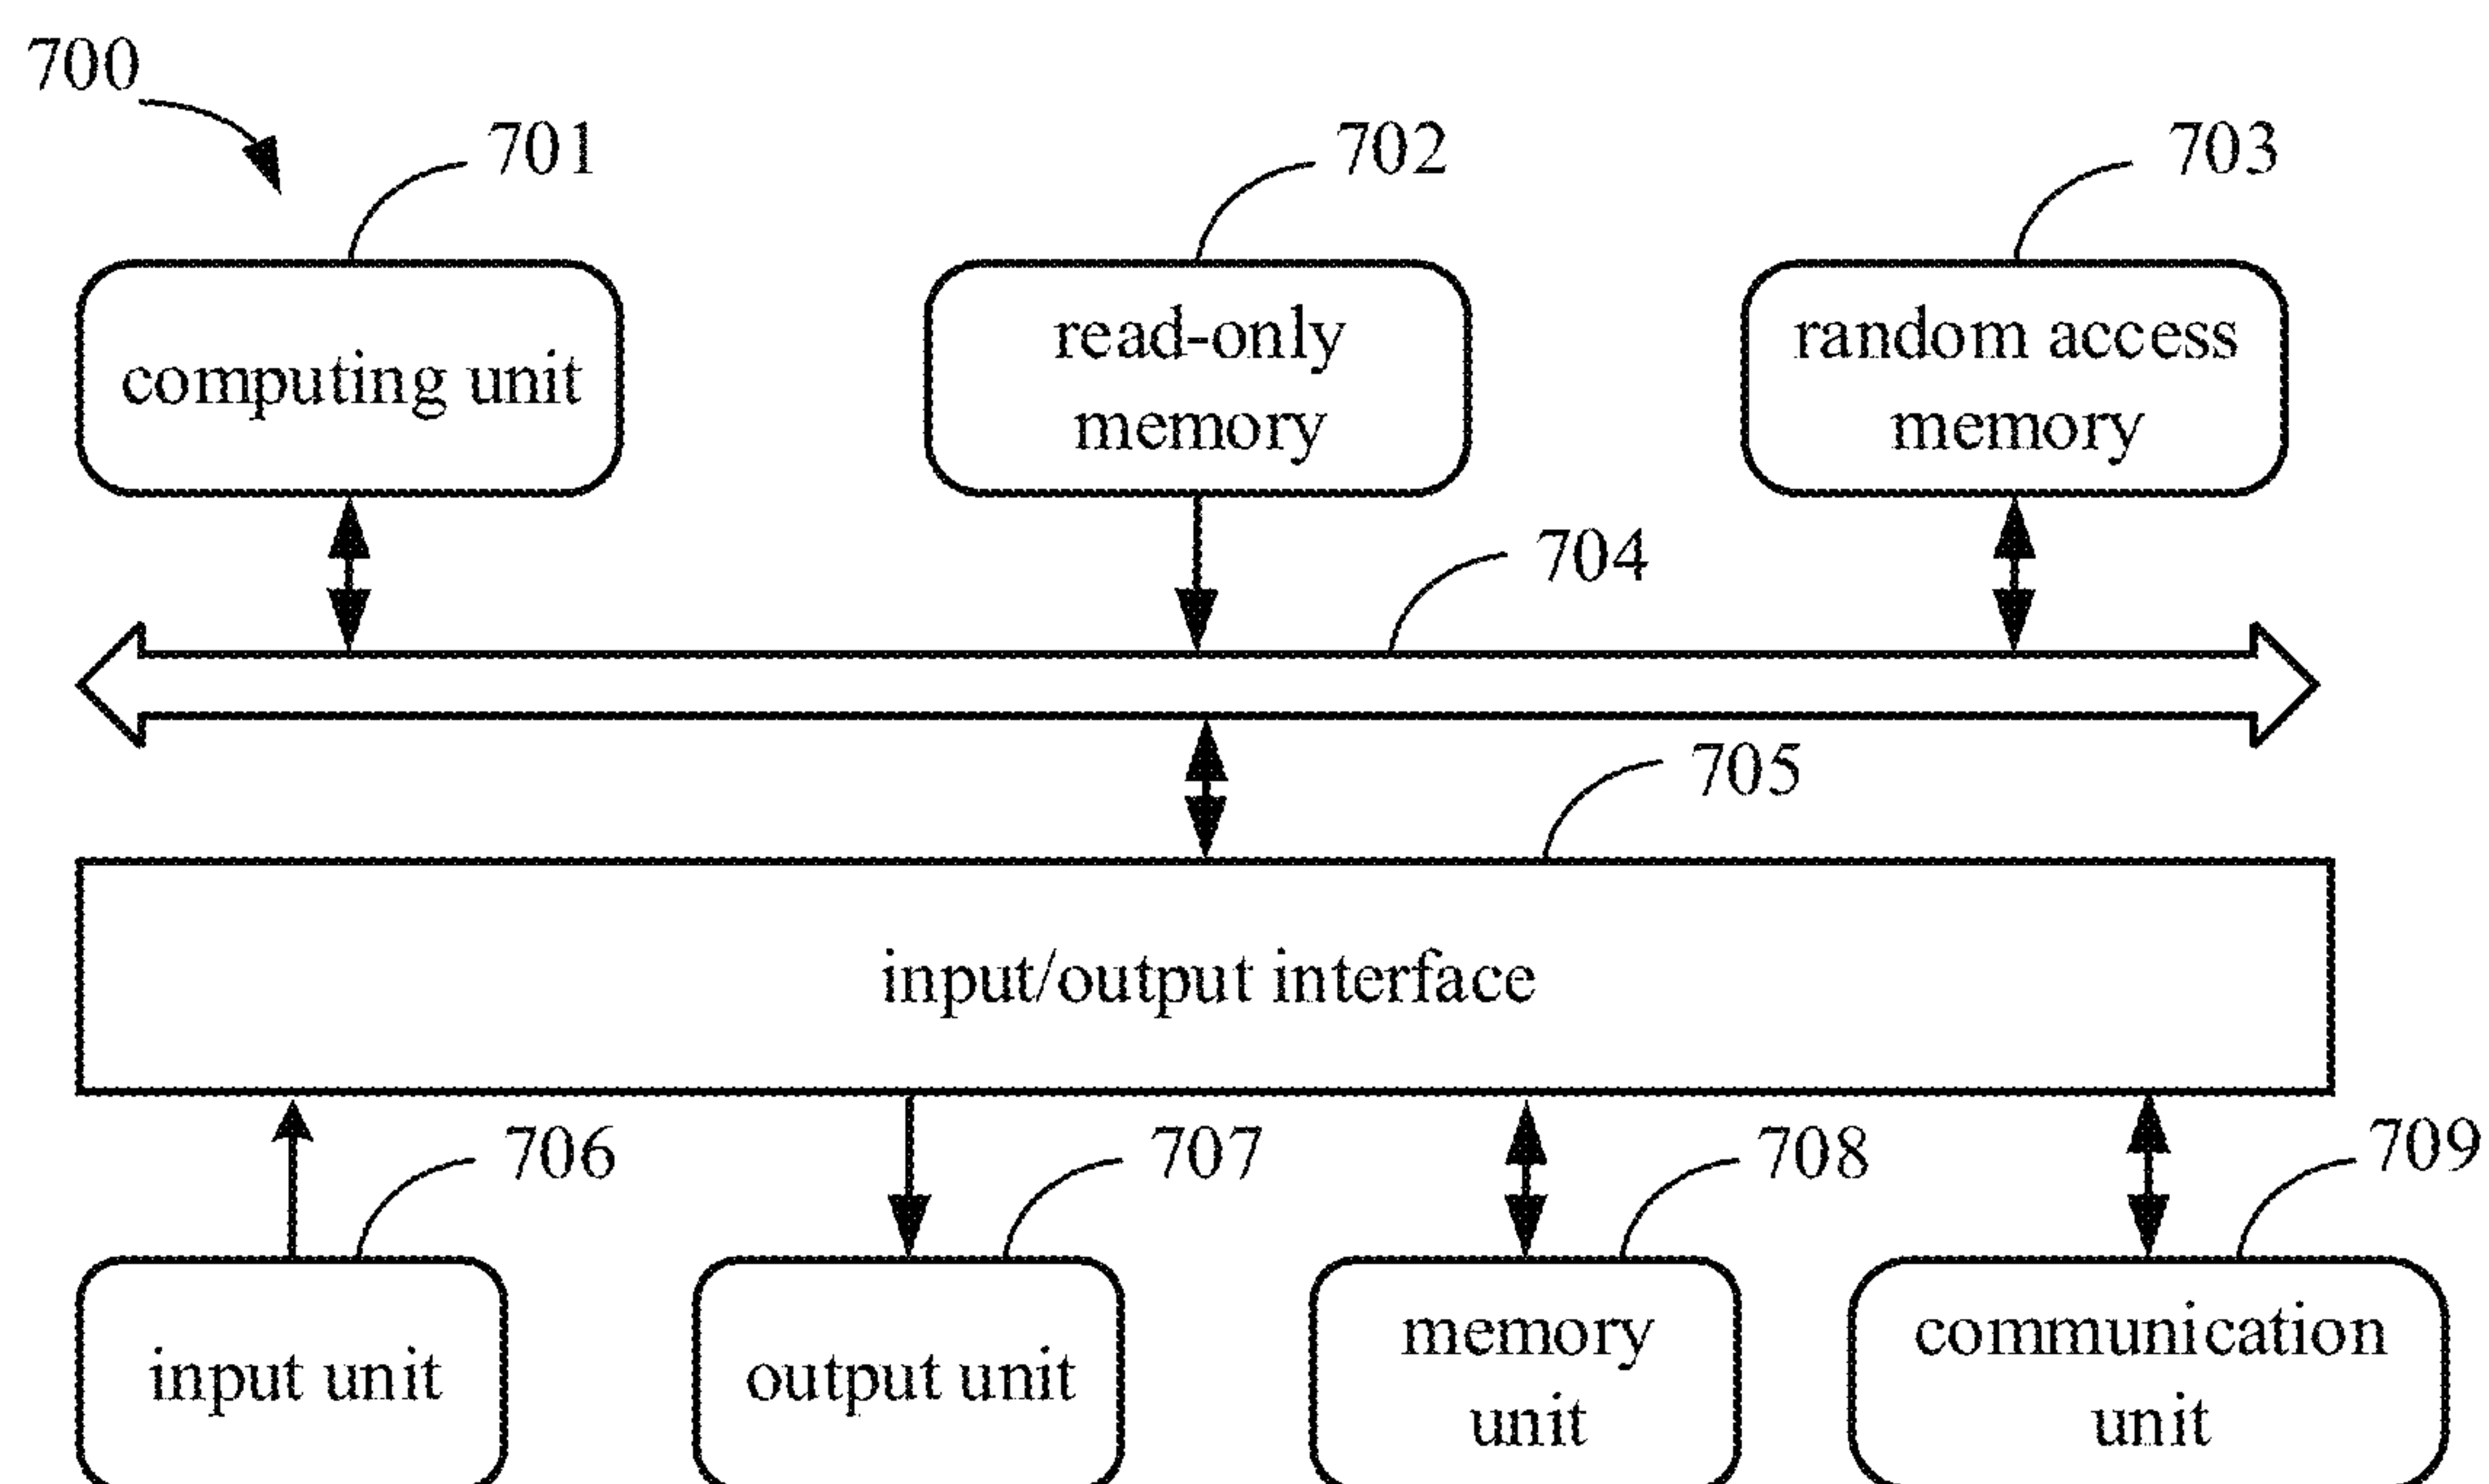 700
701
702
703
computing unit
read-only
memory
random access
memory
704
705
input/output interface
706
707
708
709
input unit
output unit
memory
unit
communication
unit